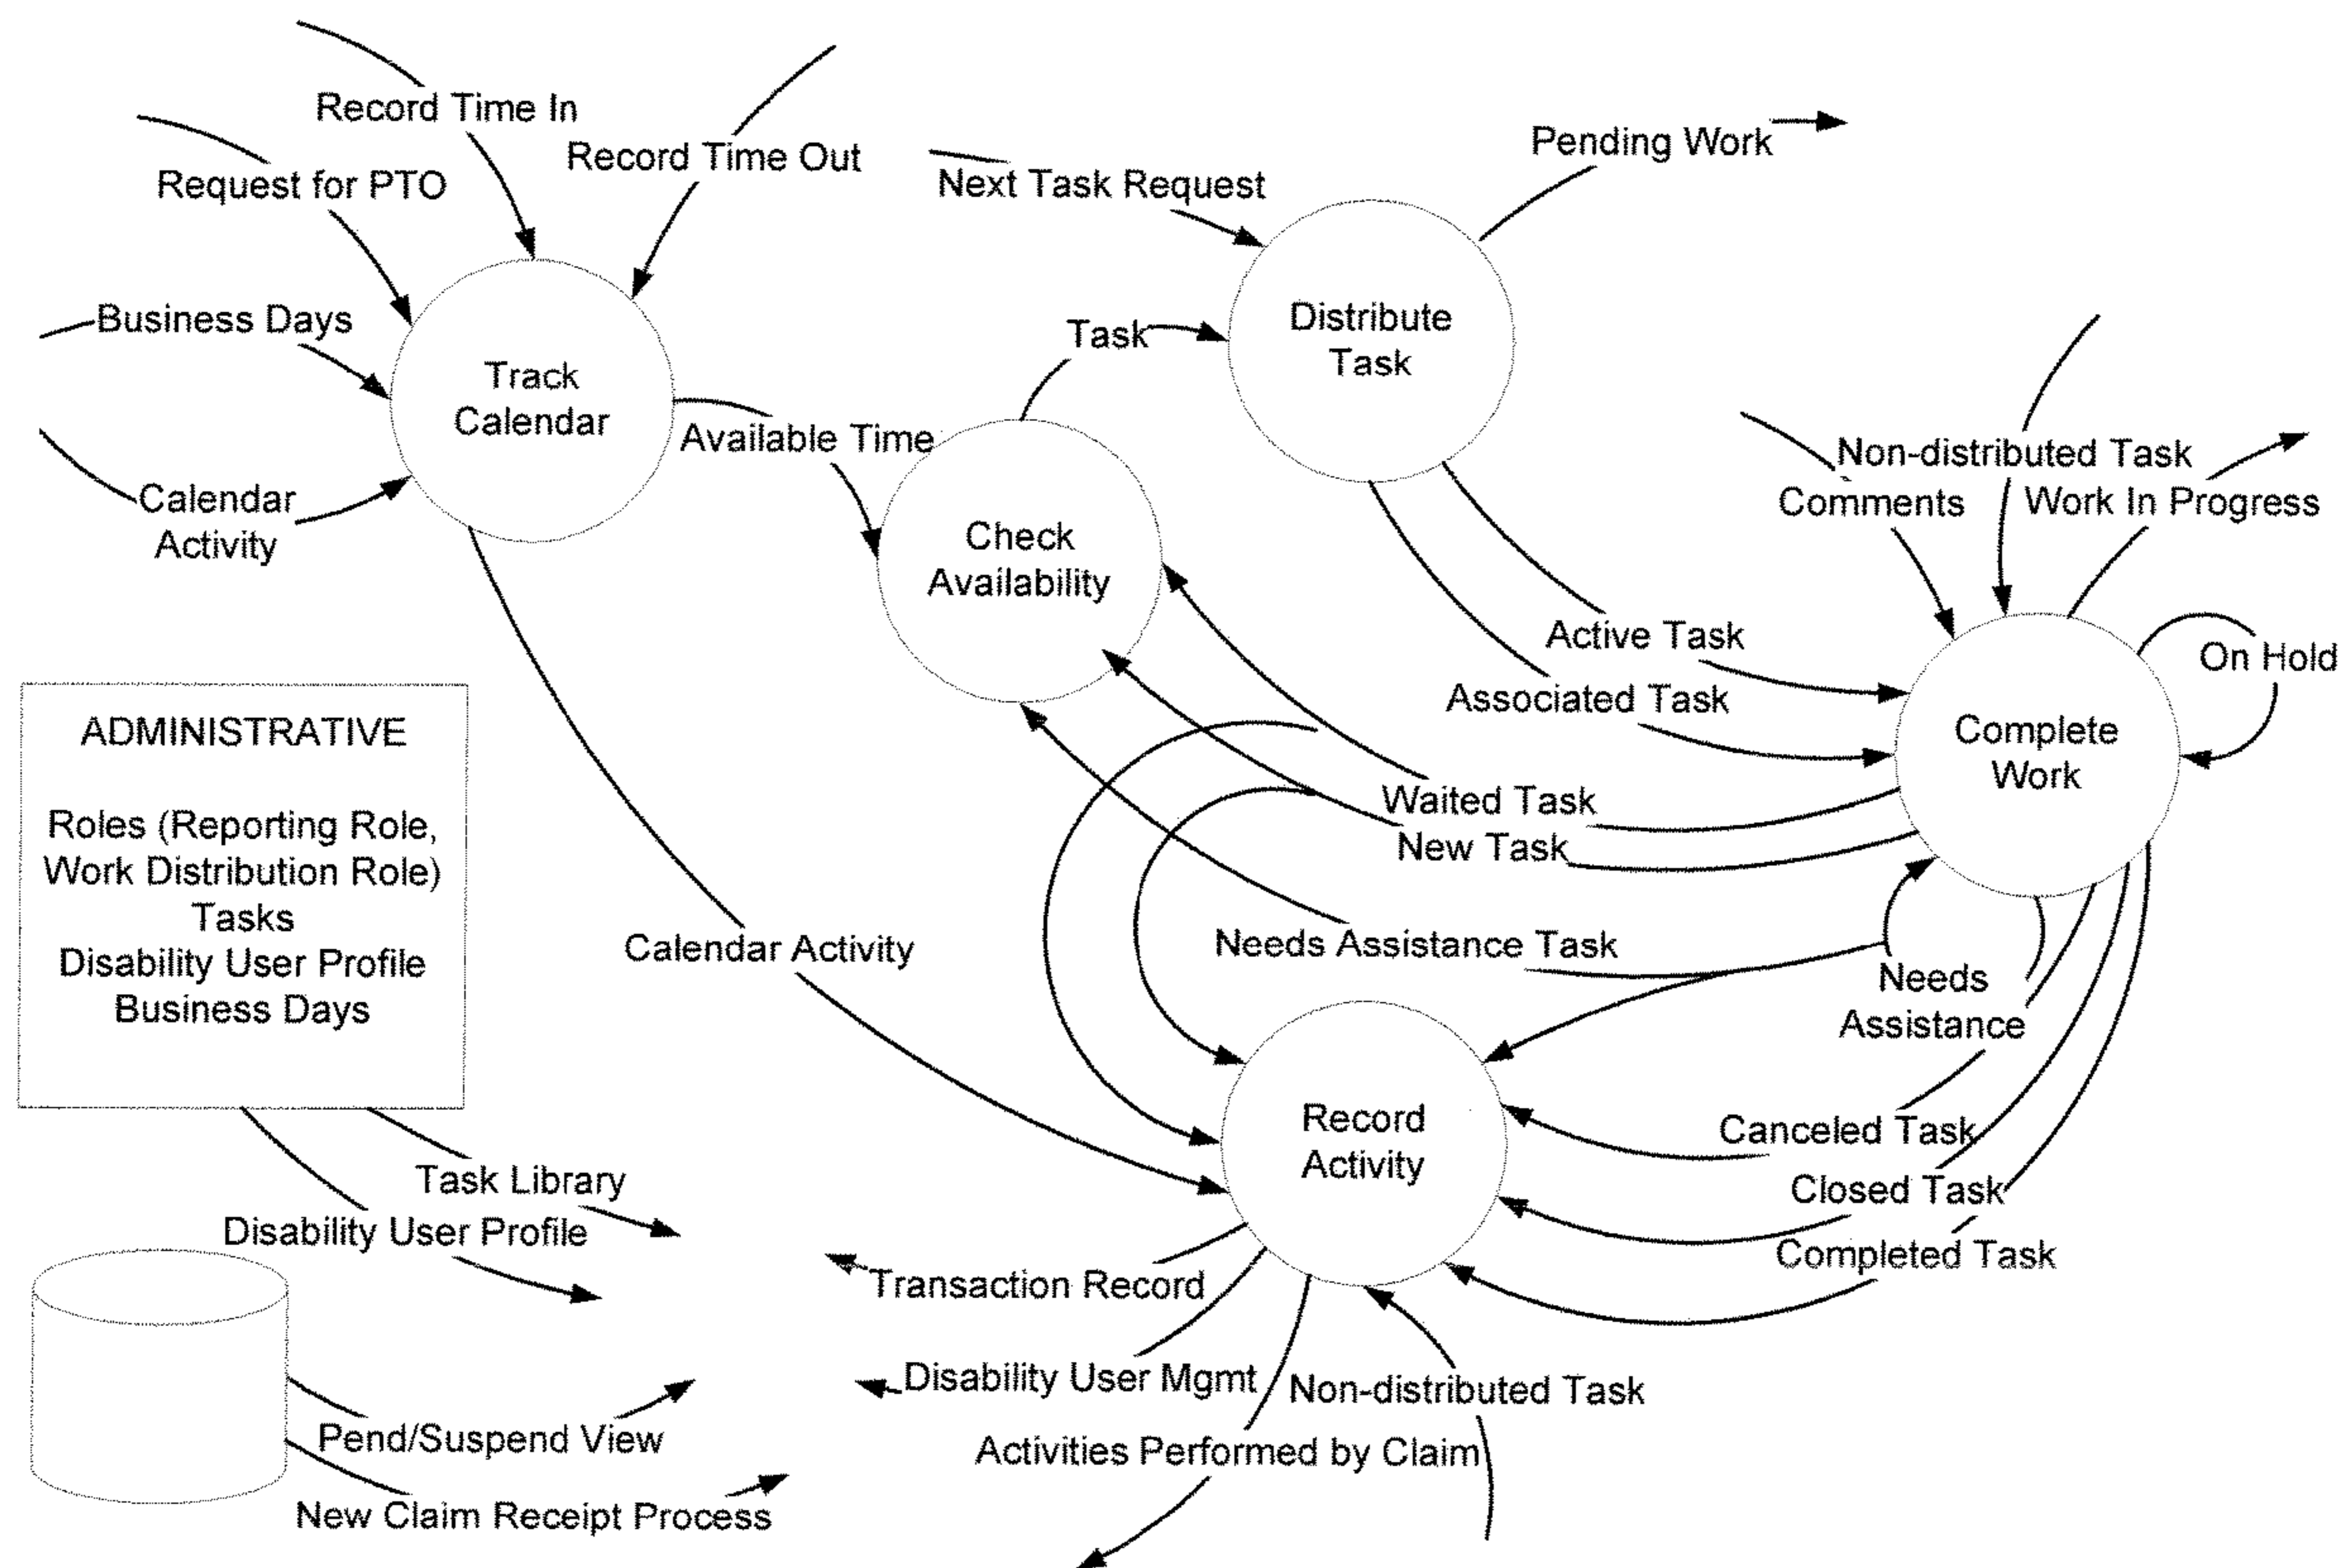 Record Time In
Record Time Out
Request for PTO
Next Task Request
Pending Work
Business Days
Calendar
Activity
Track
Calendar
Available Time
Task
Distribute
Task
Check
Availability
Non-distributed Task
Comments
Work In Progress
On Hold
Active Task
Associated Task
Complete
Work
Waited Task
New Task
Needs Assistance Task
Needs
Assistance
ADMINISTRATIVE
Roles (Reporting Role,
Work Distribution Role)
Tasks
Disability User Profile
Business Days
Calendar Activity
Record
Activity
Canceled Task
Closed Task
Completed Task
Task Library
Disability User Profile
Transaction Record
Disability User Mgmt
Non-distributed Task
Activities Performed by Claim
Pend/Suspend View
New Claim Receipt Process